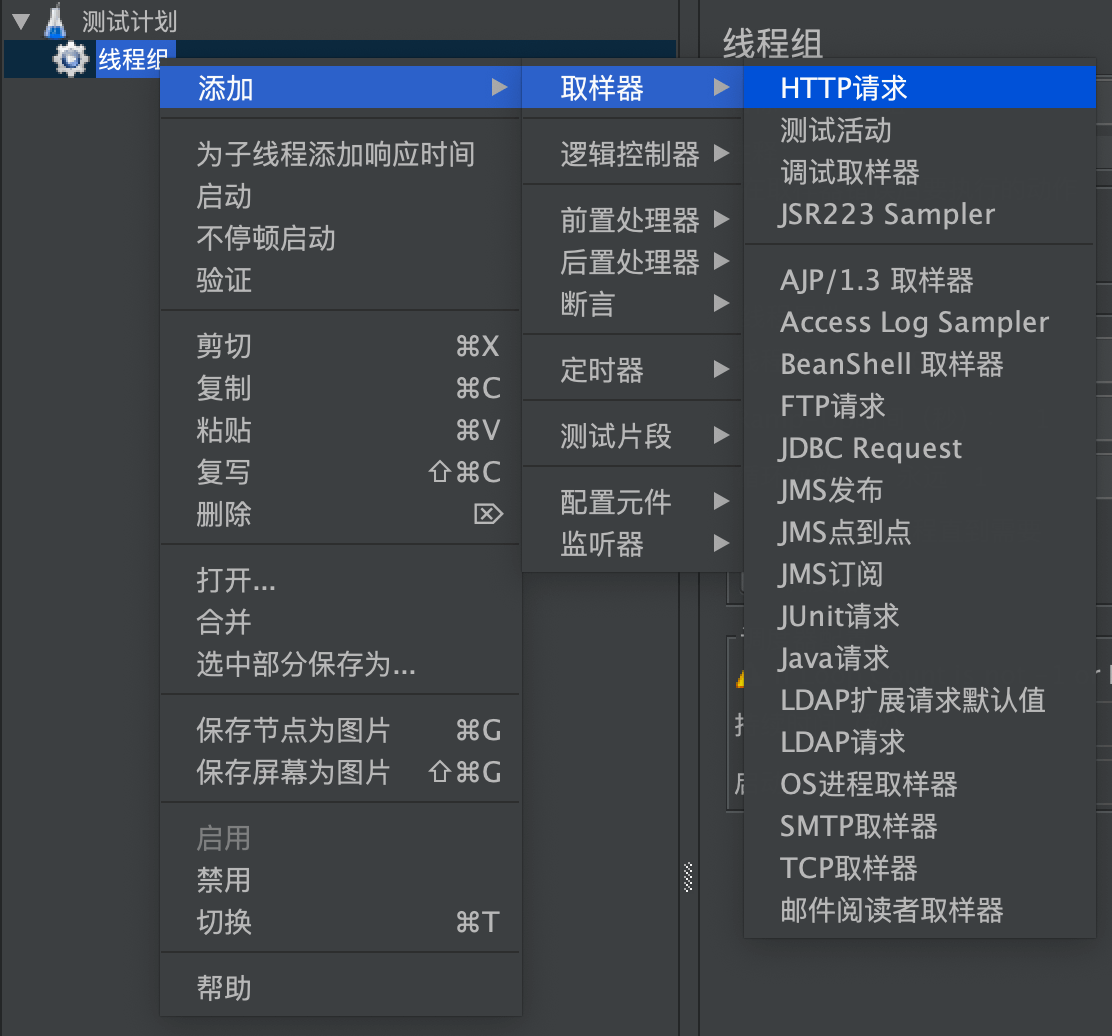 测试计划
线程组
线程组
添加
为子线程添加响应时间
启动
不停顿启动
验证
剪切 ⌘X
复制 ⌘C
粘贴 ⌘V
复写 ⇧⌘C
删除 ⌦
打开...
合并
选中部分保存为...
保存节点为图片 ⌘G
保存屏幕为图片 ⇧⌘G
启用
禁用
切换 ⌘T
帮助
取样器
逻辑控制器
前置处理器
后置处理器
断言
定时器
测试片段
配置元件
监听器
HTTP请求
测试活动
调试取样器
JSR223 Sampler
AJP/1.3 取样器
Access Log Sampler
BeanShell 取样器
FTP请求
JDBC Request
JMS发布
JMS点到点
JMS订阅
JUnit请求
Java请求
LDAP扩展请求默认值
LDAP请求
OS进程取样器
SMTP取样器
TCP取样器
邮件阅读者取样器